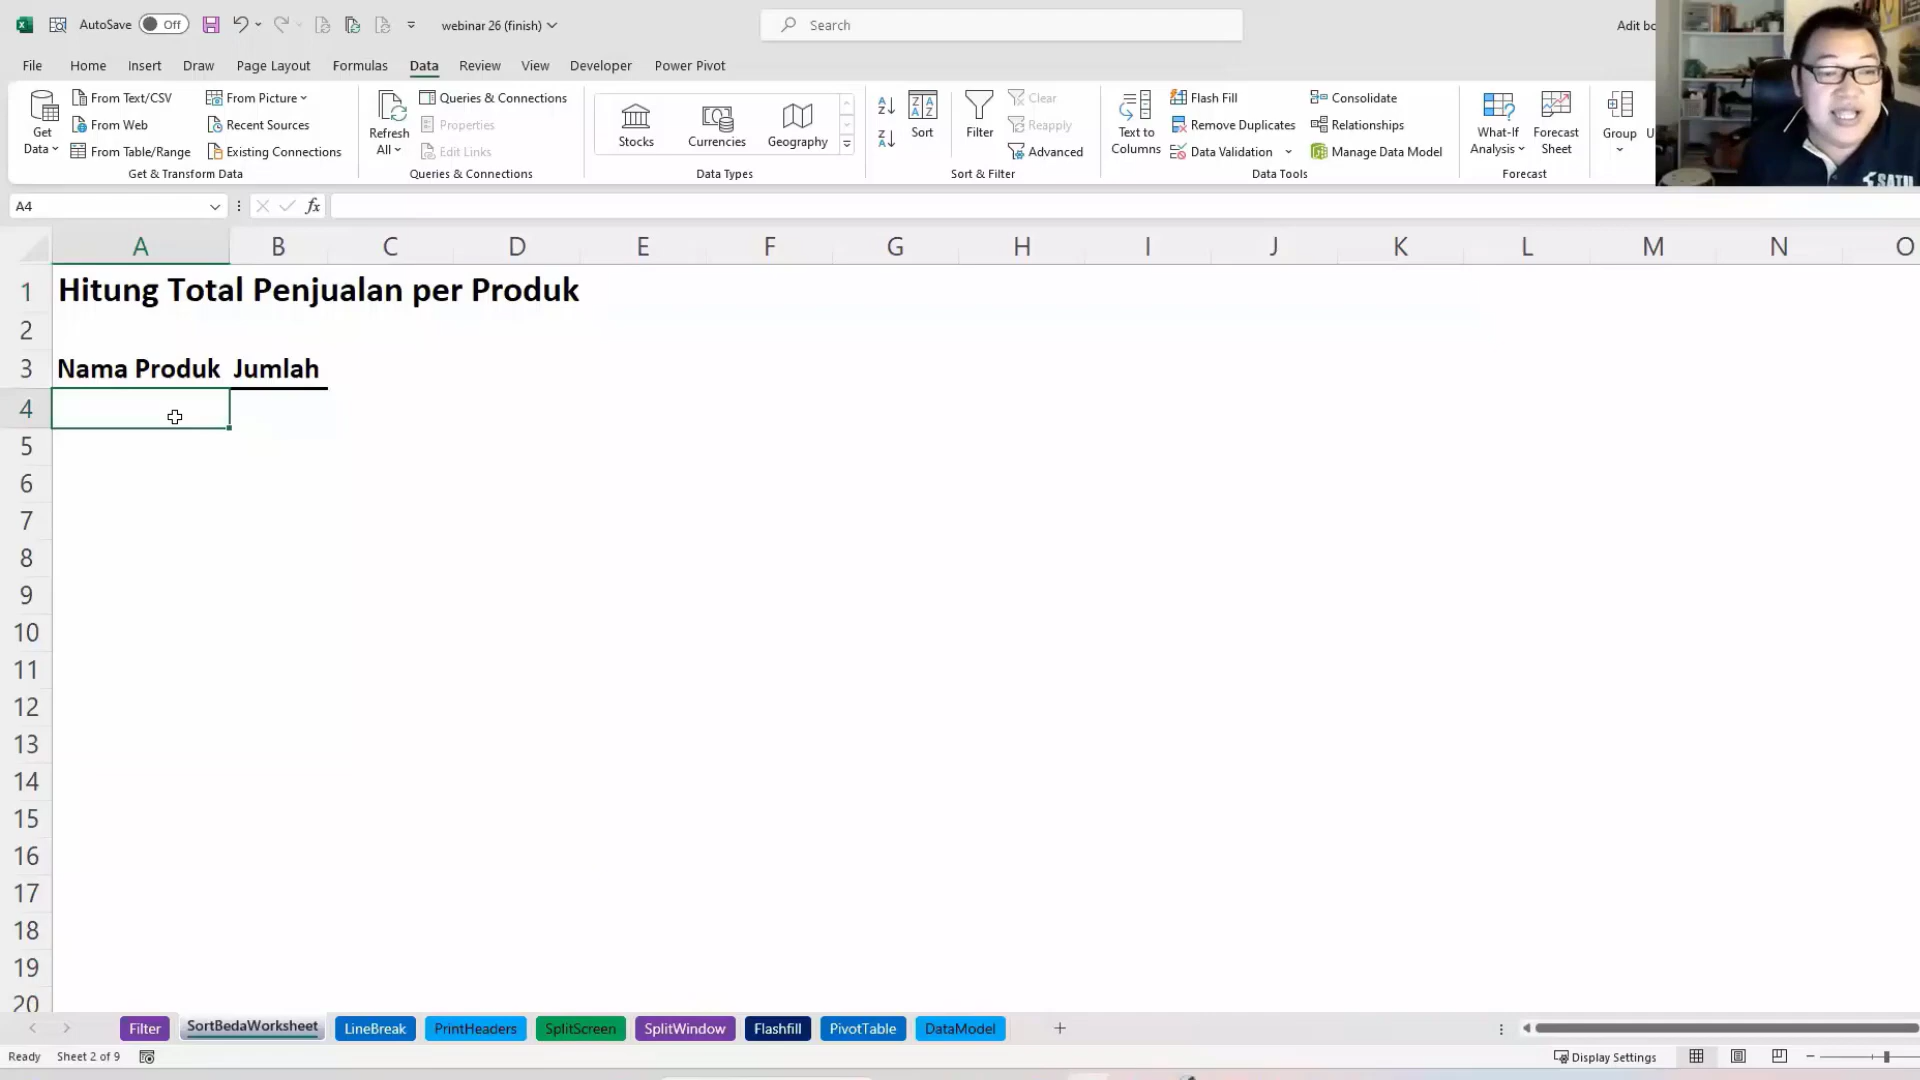 AutoSave Off webinar 26 (finish) Search Adit
File Home Insert Draw Page Layout Formulas Data Review View Developer Power Pivot
Get Data
From Text/CSV
From Web
From Table/Range
From Picture
Recent Sources
Existing Connections
Get & Transform Data
Refresh All
Queries & Connections
Properties
Edit Links
Queries & Connections
Stocks Currencies Geography
Data Types
Sort
Filter
Clear
Reapply
Advanced
Sort & Filter
Text to Columns
Flash Fill
Remove Duplicates
Data Validation
Consolidate
Relationships
Manage Data Model
Data Tools
What-If Analysis
Forecast Sheet
Forecast
Group
SATU
A4 fx
A B C D E F G H I J K L M N O
1 Hitung Total Penjualan per Produk
2
3 Nama Produk Jumlah
4
5
6
7
8
9
10
11
12
13
14
15
16
17
18
19
20
Filter SortBedaWorksheet LineBreak PrintHeaders SplitScreen SplitWindow Flashfill PivotTable DataModel
Ready Sheet 2 of 9 Display Settings